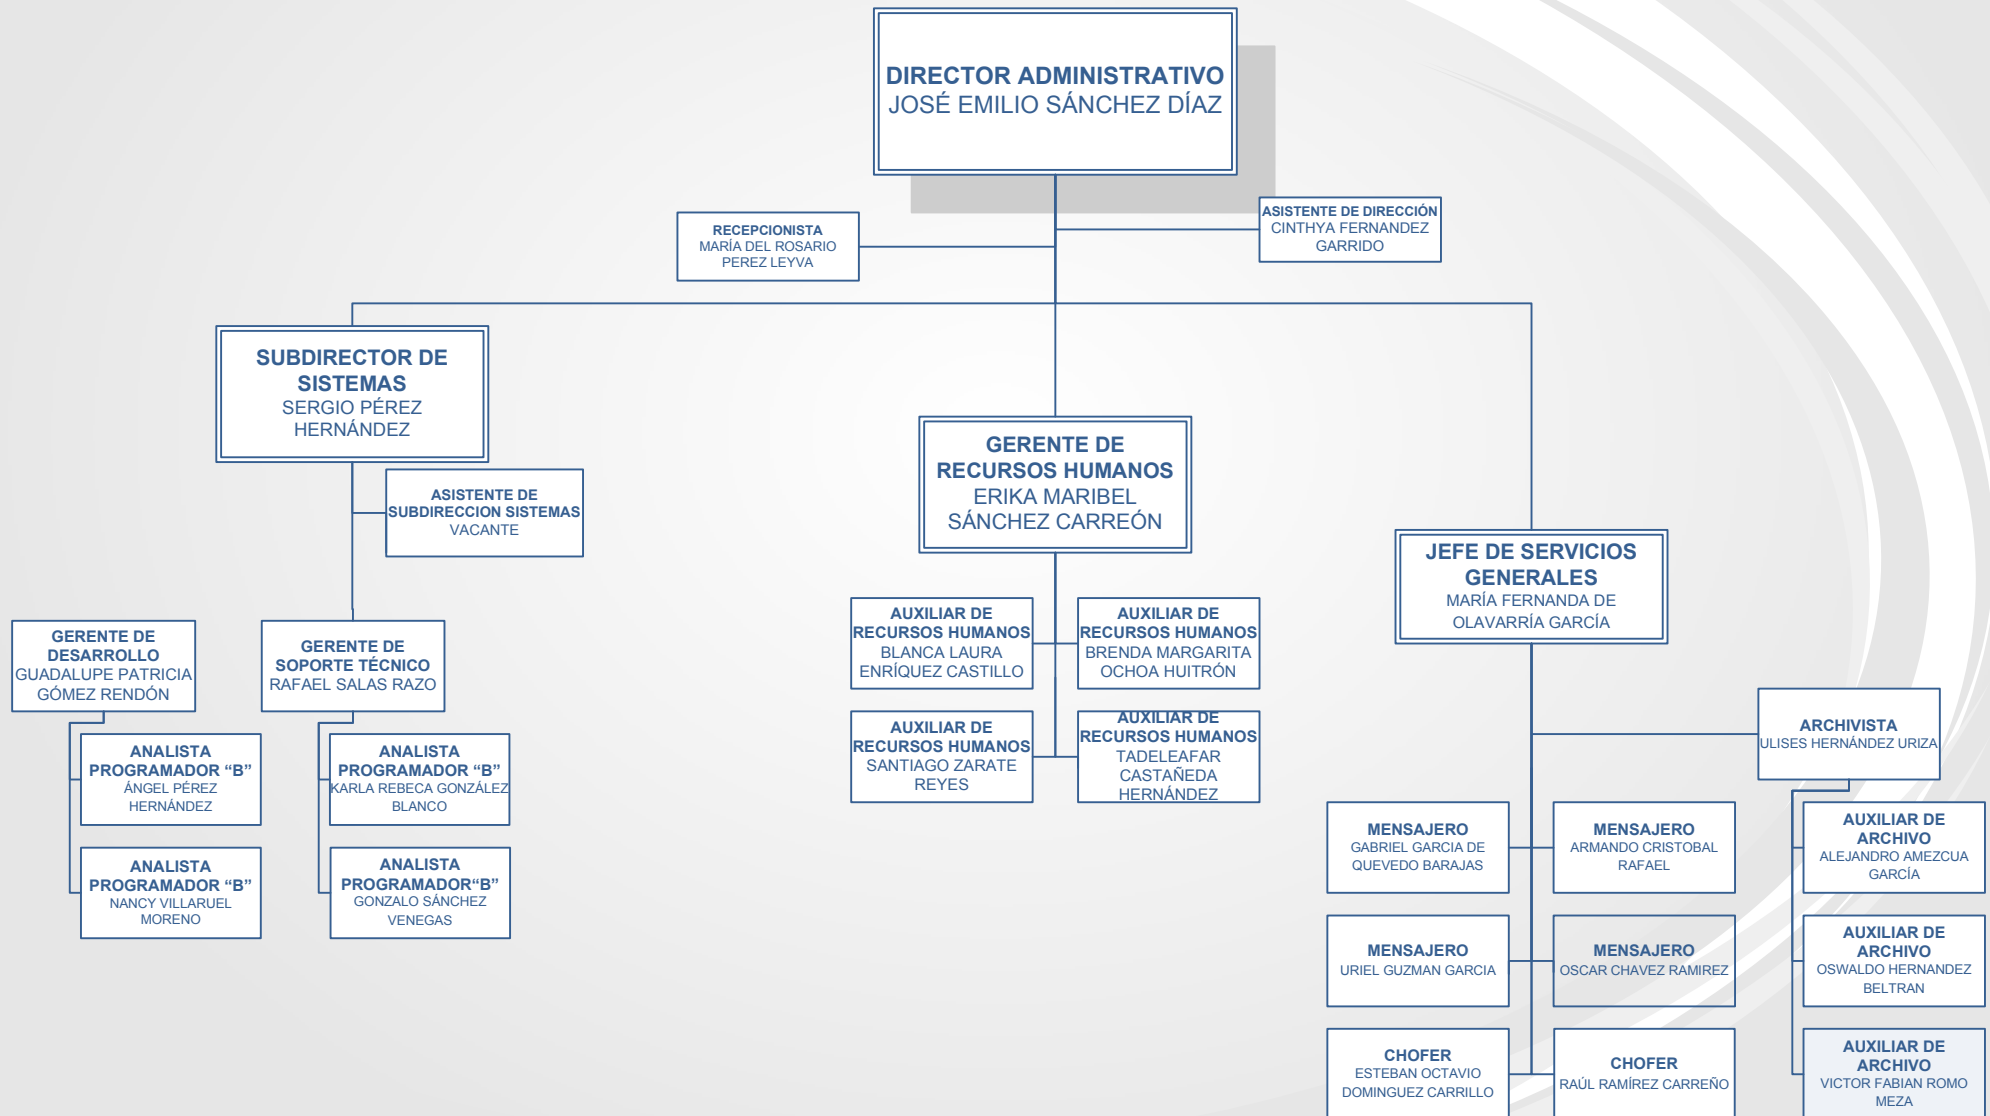 DIRECTOR ADMINISTRATIVO
JOSÉ EMILIO SÁNCHEZ DÍAZ
RECEPCIONISTA
MARÍA DEL ROSARIO
PEREZ LEYVA
ASISTENTE DE DIRECCIÓN
CINTHYA FERNANDEZ
GARRIDO
SUBDIRECTOR DE
SISTEMAS
SERGIO PÉREZ
HERNÁNDEZ
ASISTENTE DE
SUBDIRECCION SISTEMAS
VACANTE
GERENTE DE
DESARROLLO
GUADALUPE PATRICIA
GÓMEZ RENDÓN
ANALISTA
PROGRAMADOR “B”
ÁNGEL PÉREZ
HERNÁNDEZ
ANALISTA
PROGRAMADOR “B”
NANCY VILLARUEL
MORENO
GERENTE DE
SOPORTE TÉCNICO
RAFAEL SALAS RAZO
ANALISTA
PROGRAMADOR “B”
KARLA REBECA GONZÁLEZ
BLANCO
ANALISTA
PROGRAMADOR“B”
GONZALO SÁNCHEZ
VENEGAS
GERENTE DE
RECURSOS HUMANOS
ERIKA MARIBEL
SÁNCHEZ CARREÓN
AUXILIAR DE
RECURSOS HUMANOS
BLANCA LAURA
ENRÍQUEZ CASTILLO
AUXILIAR DE
RECURSOS HUMANOS
BRENDA MARGARITA
OCHOA HUITRÓN
AUXILIAR DE
RECURSOS HUMANOS
SANTIAGO ZARATE
REYES
AUXILIAR DE
RECURSOS HUMANOS
TADELEAFAR
CASTAÑEDA
HERNÁNDEZ
JEFE DE SERVICIOS
GENERALES
MARÍA FERNANDA DE
OLAVARRÍA GARCÍA
ARCHIVISTA
ULISES HERNÁNDEZ URIZA
MENSAJERO
GABRIEL GARCIA DE
QUEVEDO BARAJAS
MENSAJERO
ARMANDO CRISTOBAL
RAFAEL
MENSAJERO
URIEL GUZMAN GARCIA
MENSAJERO
OSCAR CHAVEZ RAMIREZ
CHOFER
ESTEBAN OCTAVIO
DOMINGUEZ CARRILLO
CHOFER
RAÚL RAMÍREZ CARREÑO
AUXILIAR DE
ARCHIVO
ALEJANDRO AMEZCUA
GARCÍA
AUXILIAR DE
ARCHIVO
OSWALDO HERNANDEZ
BELTRAN
AUXILIAR DE
ARCHIVO
VICTOR FABIAN ROMO
MEZA